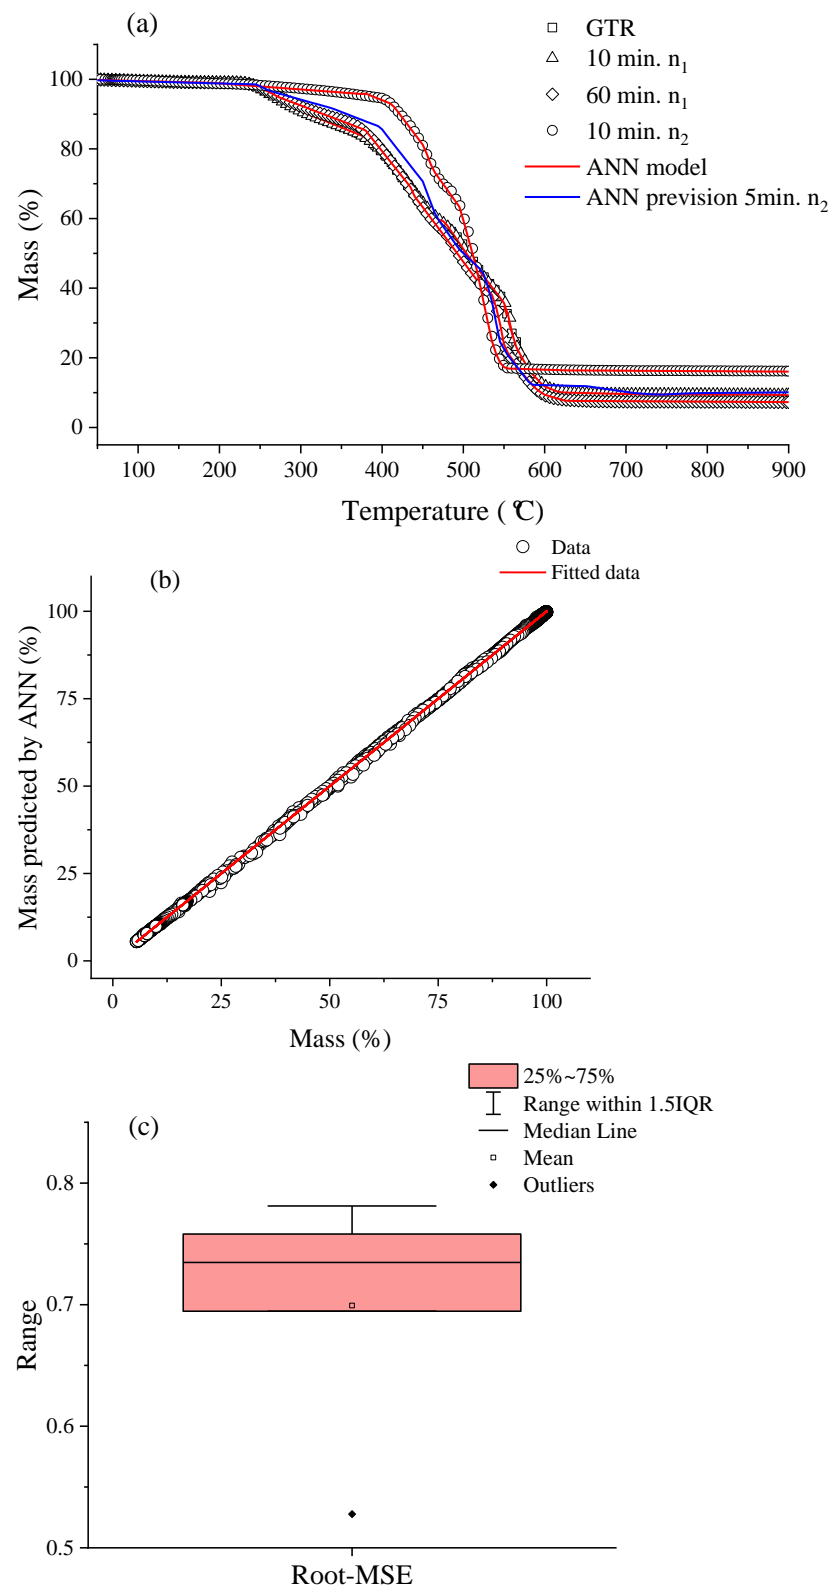 (a)
GTR
10 min. n₁
60 min. n₁
10 min. n₂
ANN model
ANN prevision 5min. n₂
Mass (%)
100
80
60
40
20
0
100 200 300 400 500 600 700 800 900
Temperature (ºC)
(b)
Data
Fitted data
Mass predicted by ANN (%)
100
75
50
25
0
0 25 50 75 100
Mass (%)
(c)
25%~75%
Range within 1.5IQR
Median Line
Mean
Outliers
Range
0.8
0.7
0.6
0.5
Root-MSE